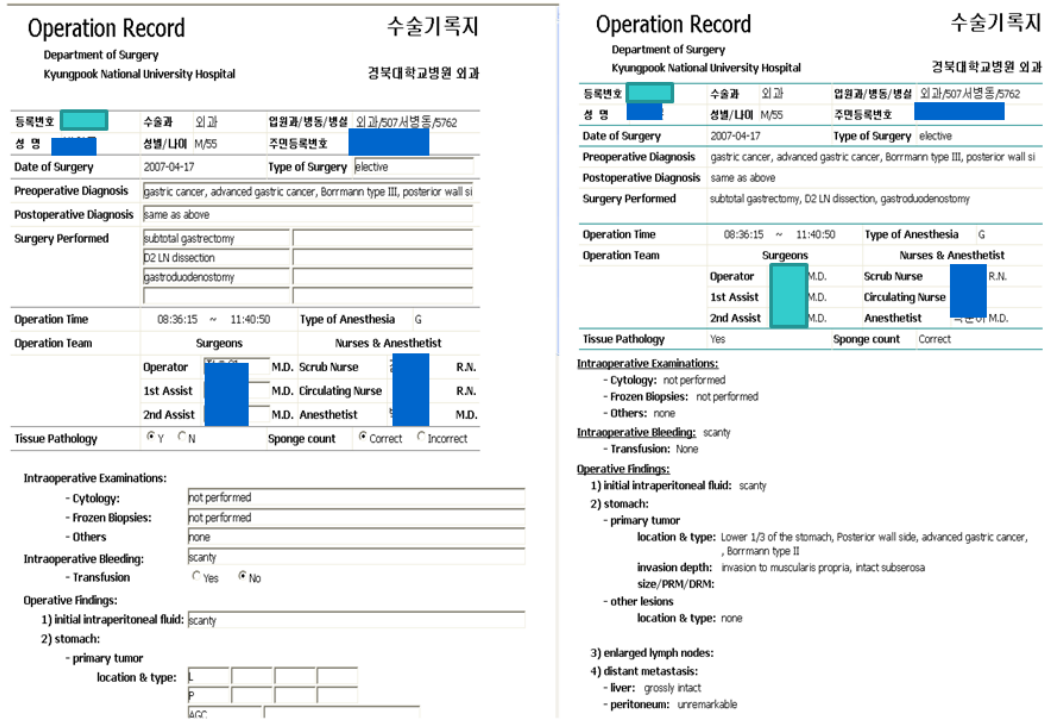 Operation Record 수술기록지
Department of Surgery
Kyungpook National University Hospital 경북대학교병원 외과
등록번호 수술과 외과 입원과/병동/병실 외과/507서병동/5762
성 명 성별/나이 M/55 주민등록번호
Date of Surgery 2007-04-17 Type of Surgery elective
Preoperative Diagnosis gastric cancer, advanced gastric cancer, Borrmann type III, posterior wall si
Postoperative Diagnosis same as above
Surgery Performed subtotal gastrectomy
D2 LN dissection
gastroduodenostomy
Operation Time 08:36:15 ~ 11:40:50 Type of Anesthesia G
Operation Team Surgeons Nurses & Anesthetist
Operator M.D. Scrub Nurse R.N.
1st Assist M.D. Circulating Nurse R.N.
2nd Assist M.D. Anesthetist M.D.
Tissue Pathology Y N Sponge count Correct Incorrect
Intraoperative Examinations:
- Cytology: not performed
- Frozen Biopsies: not performed
- Others none
Intraoperative Bleeding: scanty
- Transfusion Yes No
Operative Findings:
1) initial intraperitoneal fluid: scanty
2) stomach:
- primary tumor
location & type: L
P
AGC
Operation Record 수술기록지
Department of Surgery
Kyungpook National University Hospital 경북대학교병원 외과
등록번호 수술과 외과 입원과/병동/병실 외과/507서병동/5762
성 명 성별/나이 M/55 주민등록번호
Date of Surgery 2007-04-17 Type of Surgery elective
Preoperative Diagnosis gastric cancer, advanced gastric cancer, Borrmann type III, posterior wall si
Postoperative Diagnosis same as above
Surgery Performed subtotal gastrectomy, D2 LN dissection, gastroduodenostomy
Operation Time 08:36:15 ~ 11:40:50 Type of Anesthesia G
Operation Team Surgeons Nurses & Anesthetist
Operator M.D. Scrub Nurse R.N.
1st Assist M.D. Circulating Nurse
2nd Assist M.D. Anesthetist M.D.
Tissue Pathology Yes Sponge count Correct
Intraoperative Examinations:
- Cytology: not performed
- Frozen Biopsies: not performed
- Others: none
Intraoperative Bleeding: scanty
- Transfusion: None
Operative Findings:
1) initial intraperitoneal fluid: scanty
2) stomach:
- primary tumor
location & type: Lower 1/3 of the stomach, Posterior wall side, advanced gastric cancer,
, Borrmann type II
invasion depth: invasion to muscularis propria, intact subserosa
size/PRM/DRM:
- other lesions
location & type: none
3) enlarged lymph nodes:
4) distant metastasis:
- liver: grossly intact
- peritoneum: unremarkable